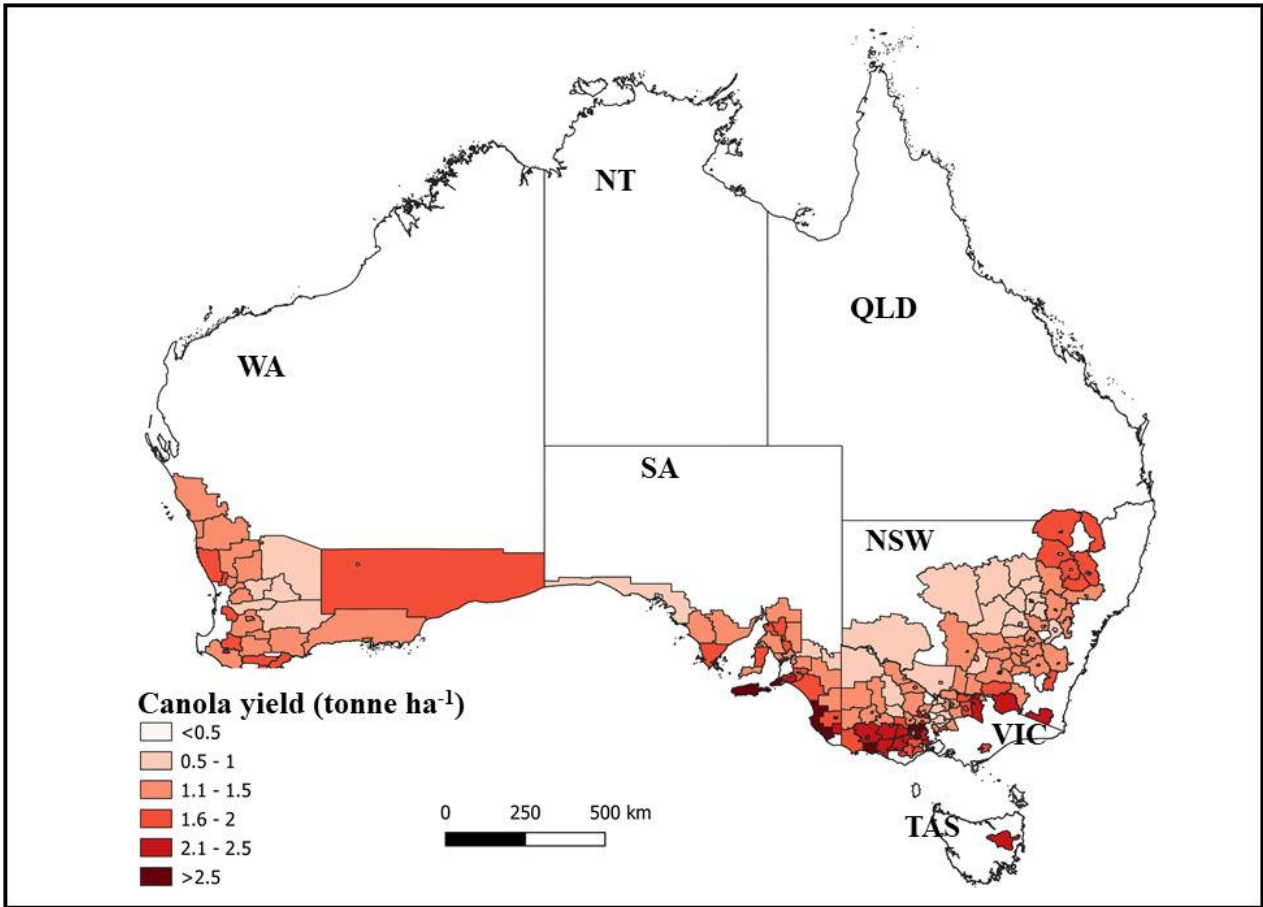 NT
QLD
WA
SA
NSW
Canola yield (tonne ha⁻¹)
<0.5
0.5 - 1
1.1 - 1.5
1.6 - 2
2.1 - 2.5
>2.5
0 250 500 km
VIC
TAS